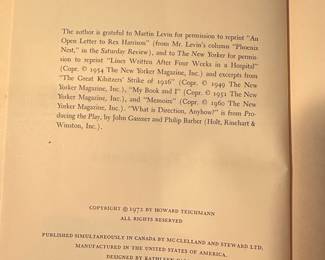 The author is grateful to Martin Levin for permission to reprint "An
Open Letter to Rex Harrison" (from Mr. Levin's column "Phoenix
Nest," in the Saturday Review), and to The New Yorker for permis-
sion to reprint "Lines Written After Four Weeks in a Hospital"
(Copr. © 1954 The New Yorker Magazine, Inc.) and excerpts from
"The Great Kibitzers' Strike of 1926" (Copr. © 1949 The New
Yorker Magazine, Inc.), "My Book and I" (Copr. © 1952 The New
Yorker Magazine, Inc.), and "Memoirs" (Copr. © 1960 The New
Yorker Magazine, Inc.). "What is Direction, Anyhow?" is from Pro-
ducing the Play, by John Gassner and Philip Barber (Holt, Rinehart &
Winston, Inc.).
COPYRIGHT © 1972 BY HOWARD TEICHMANN
ALL RIGHTS RESERVED
PUBLISHED SIMULTANEOUSLY IN CANADA BY MC CLELLAND AND STEWARD LTD.
MANUFACTURED IN THE UNITED STATES OF AMERICA.
DESIGNED BY KATHLEEN